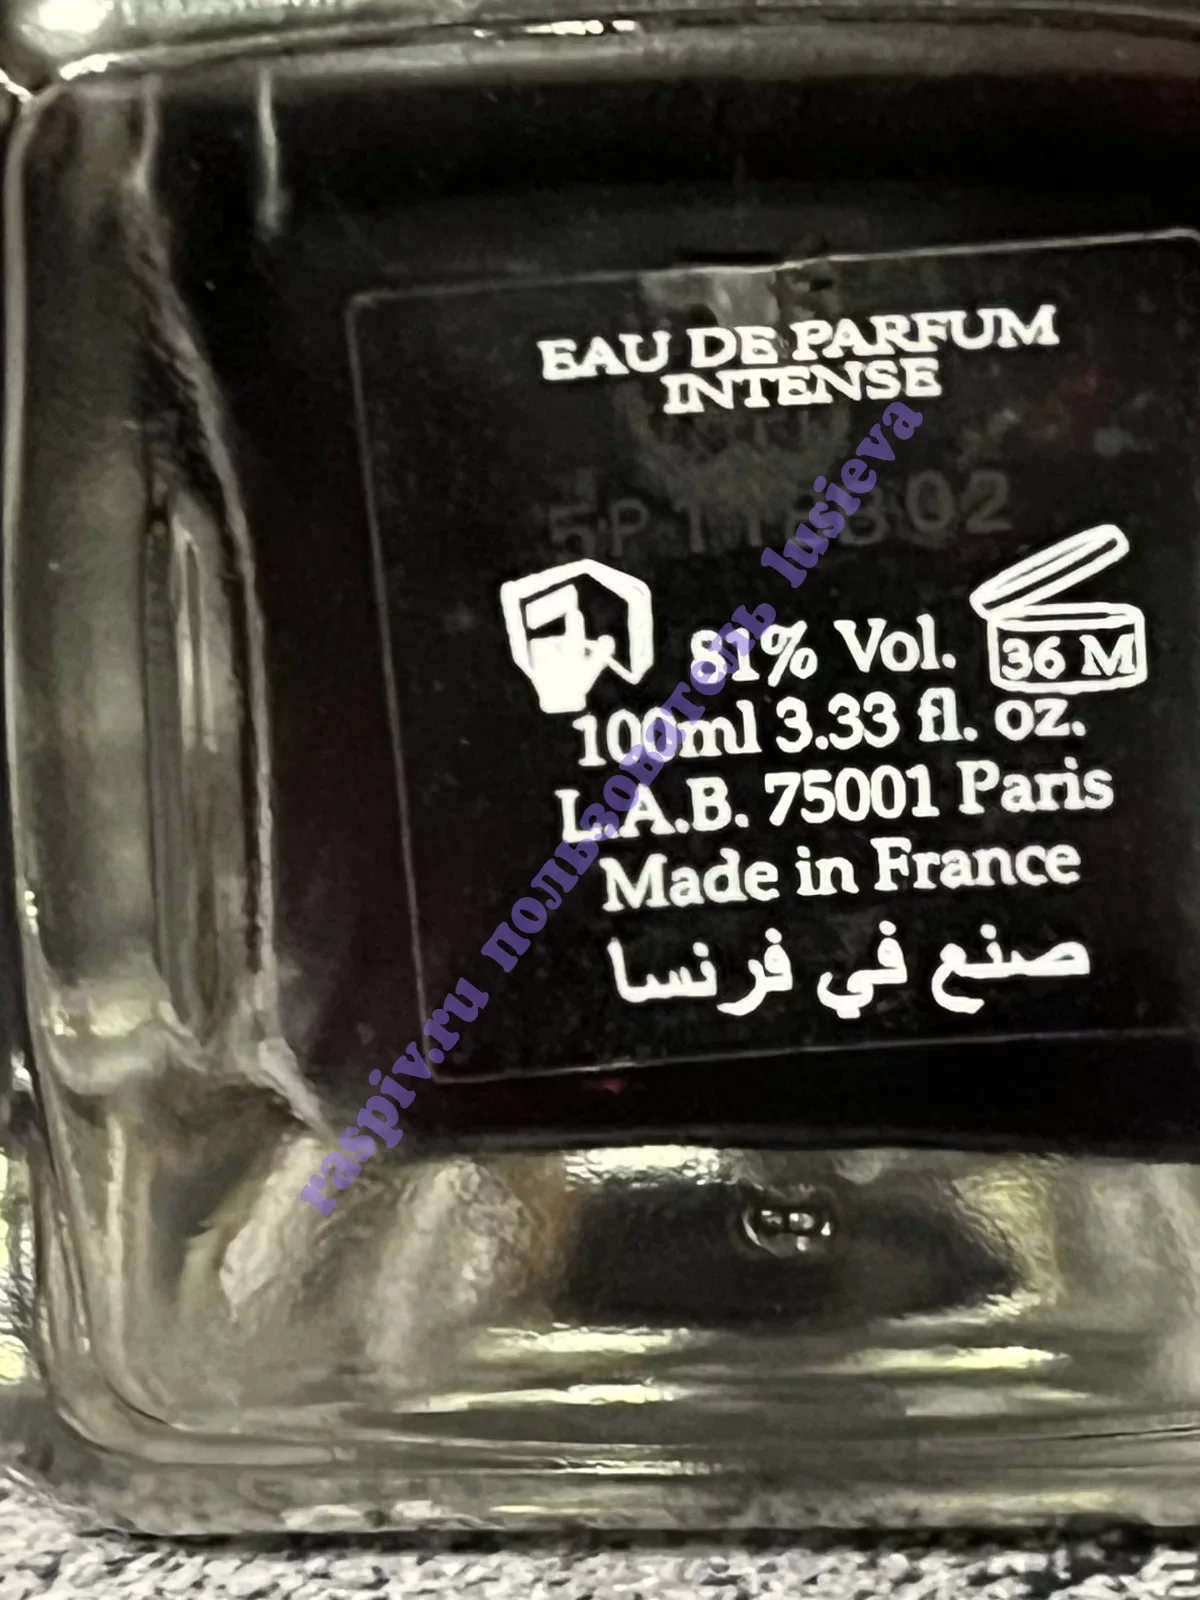 EAU DE PARFUM
INTENSE
81% Vol.
36 M
100ml 3.33 fl. oz.
L.A.B. 75001 Paris
Made in France
صنع في فرنسا
raspiv.ru пользователь lusieva